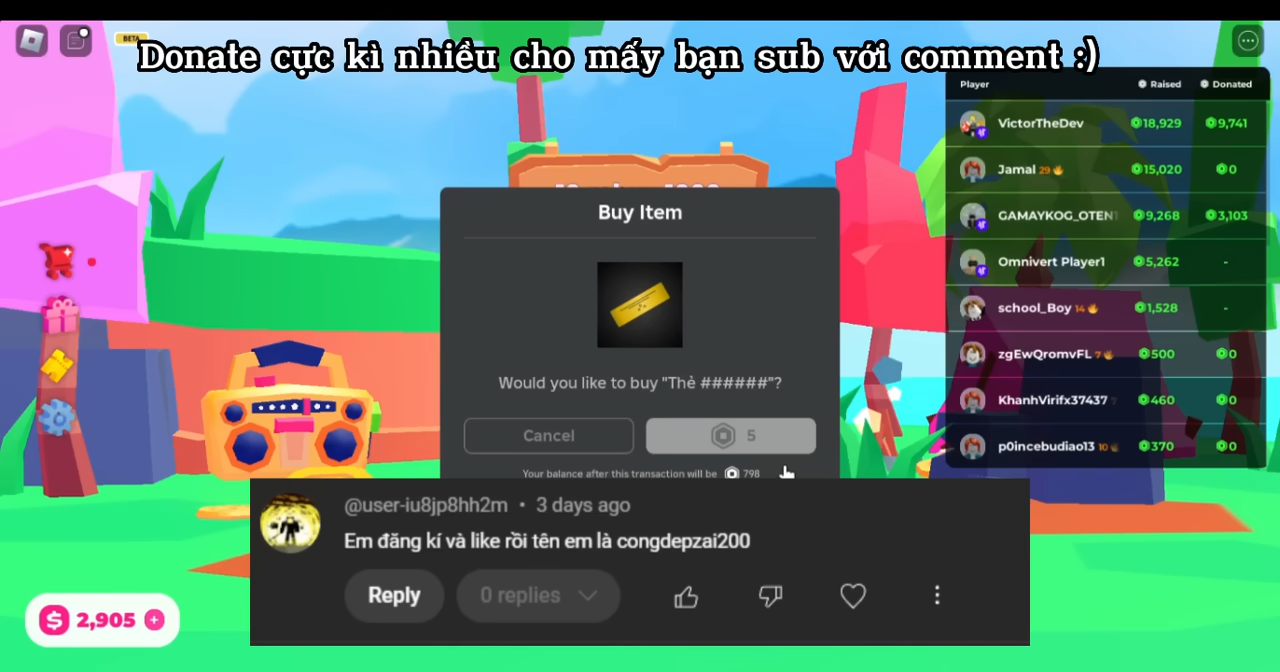 BETA
Donate cực kì nhiều cho mấy bạn sub với comment :)
Player Raised Donated
VictorTheDev 18,929 9,741
Jamal 29 15,020 0
GAMAYKOG_OTEN 9,268 3,103
Omnivert Player1 5,262 -
school_Boy 14 1,528 -
zgEwQromvFL 7 500 0
KhanhVirifx37437 460 0
p0incebudiao13 10 370 0
Buy Item
Would you like to buy "Thẻ ######"?
Cancel 5
Your balance after this transaction will be 798
@user-iu8jp8hh2m • 3 days ago
Em đăng kí và like rồi tên em là congdepzai200
Reply 0 replies
$ 2,905 +